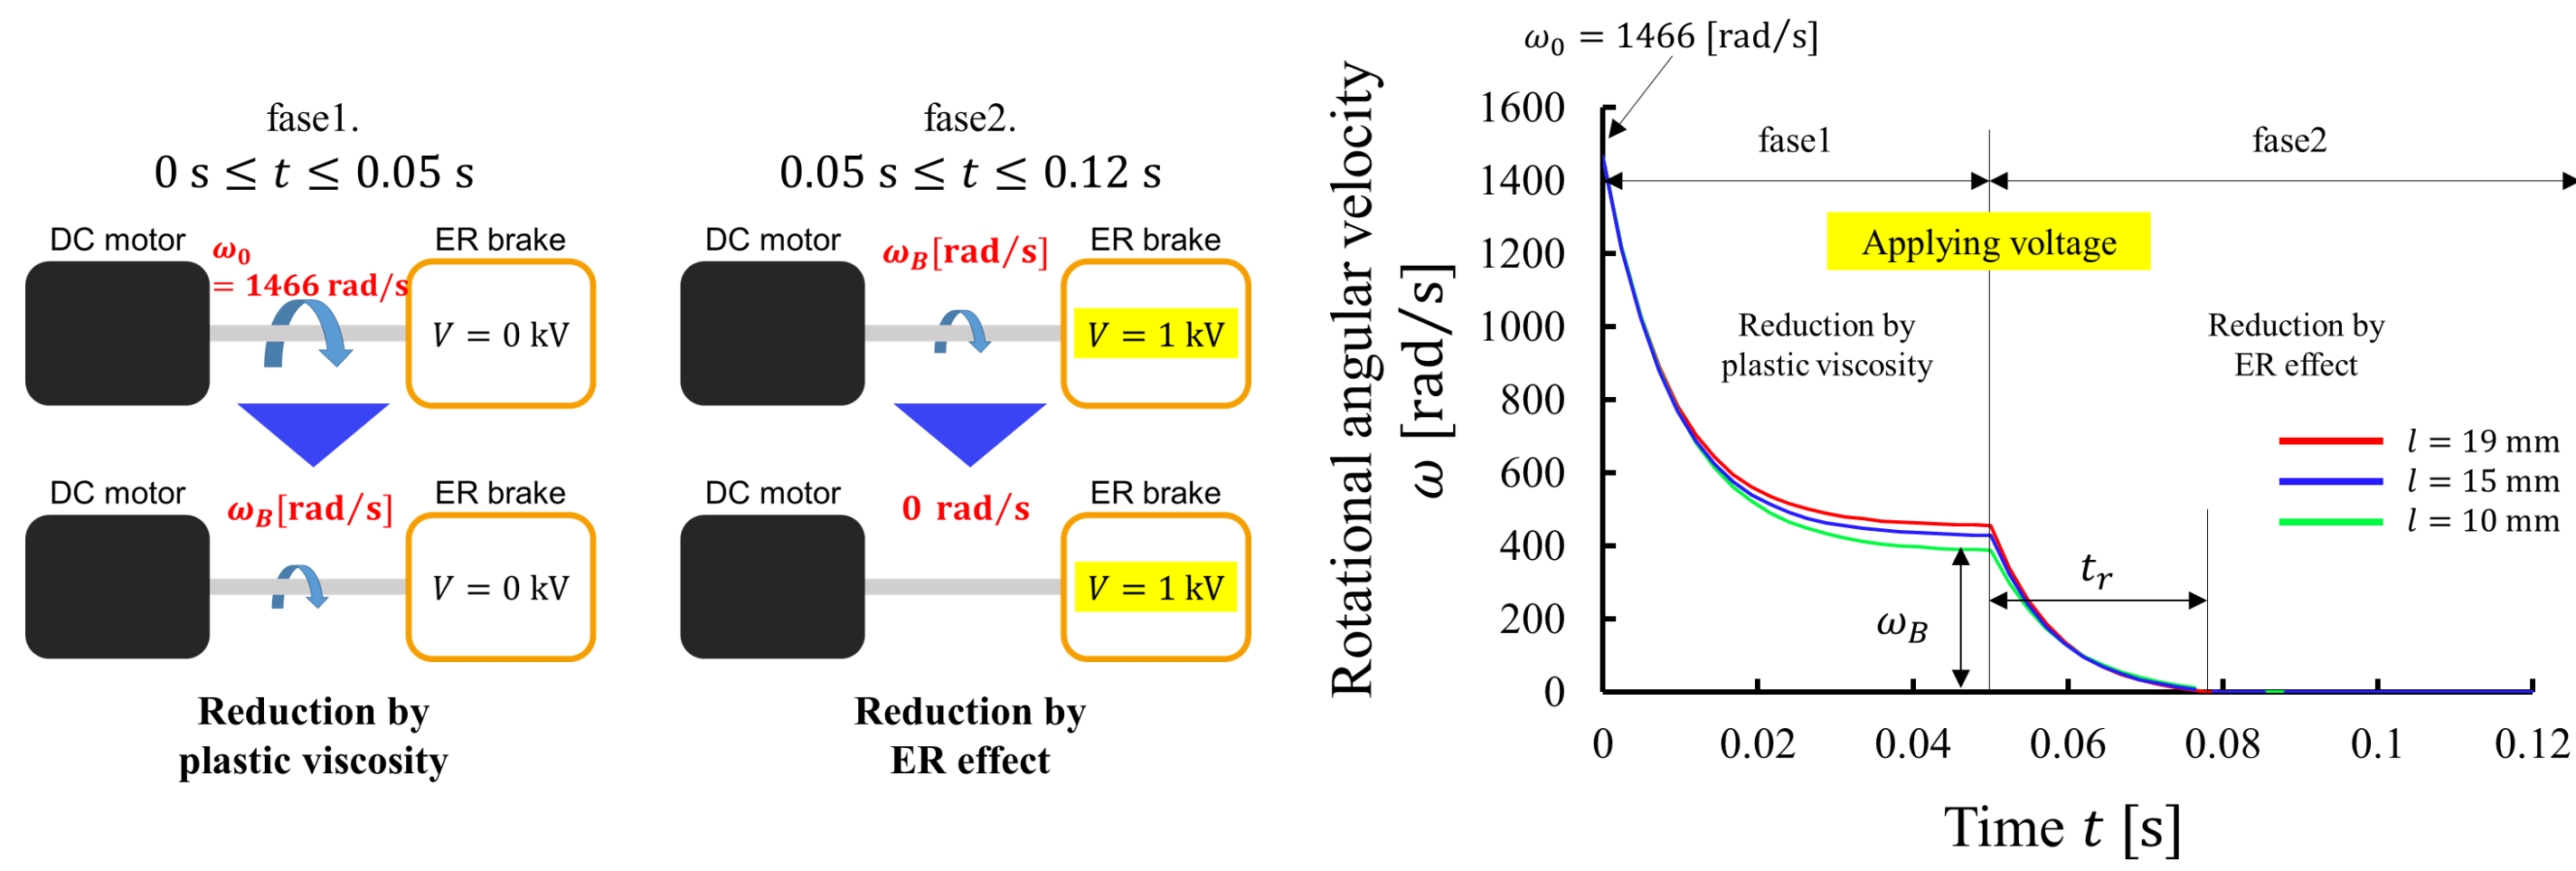 fase1.
0 s ≤ t ≤ 0.05 s
DC motor
ω₀
= 1466 rad/s
ER brake
V = 0 kV
DC motor
ω_B[rad/s]
ER brake
V = 0 kV
Reduction by
plastic viscosity
fase2.
0.05 s ≤ t ≤ 0.12 s
DC motor
ω_B[rad/s]
ER brake
V = 1 kV
DC motor
0 rad/s
ER brake
V = 1 kV
Reduction by
ER effect
ω₀ = 1466 [rad/s]
Rotational angular velocity
ω [rad/s]
1600
1400
1200
1000
800
600
400
200
0
fase1
fase2
Applying voltage
Reduction by
plastic viscosity
Reduction by
ER effect
l = 19 mm
l = 15 mm
l = 10 mm
t_r
ω_B
0 0.02 0.04 0.06 0.08 0.1 0.12
Time t [s]